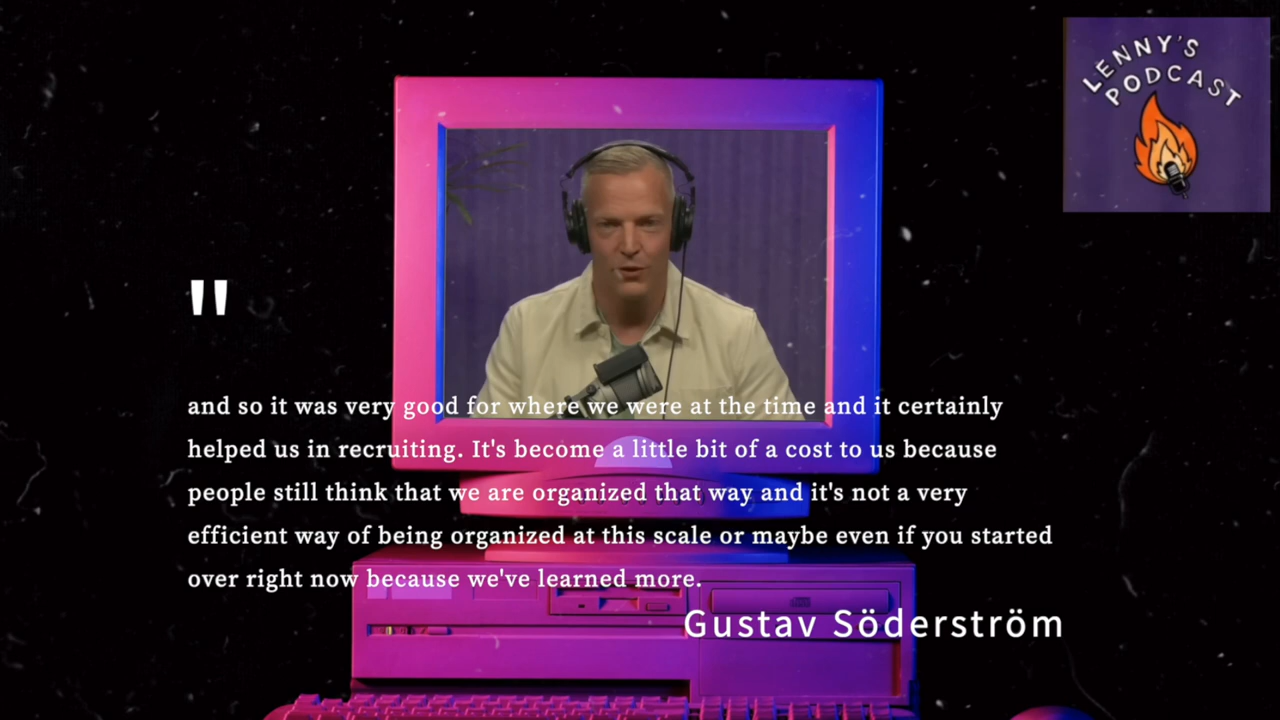 LENNY'S
PODCAST
"
and so it was very good for where we were at the time and it certainly
helped us in recruiting. It's become a little bit of a cost to us because
people still think that we are organized that way and it's not a very
efficient way of being organized at this scale or maybe even if you started
over right now because we've learned more.
Gustav Söderström